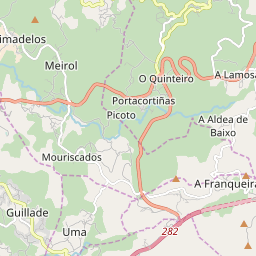 imadelos
Meirol
O Quinteiro
A Lamosa
Portacortiñas
Picoto
A Aldea de
Baixo
Mouriscados
A Franqueira
Guillade
Uma
282